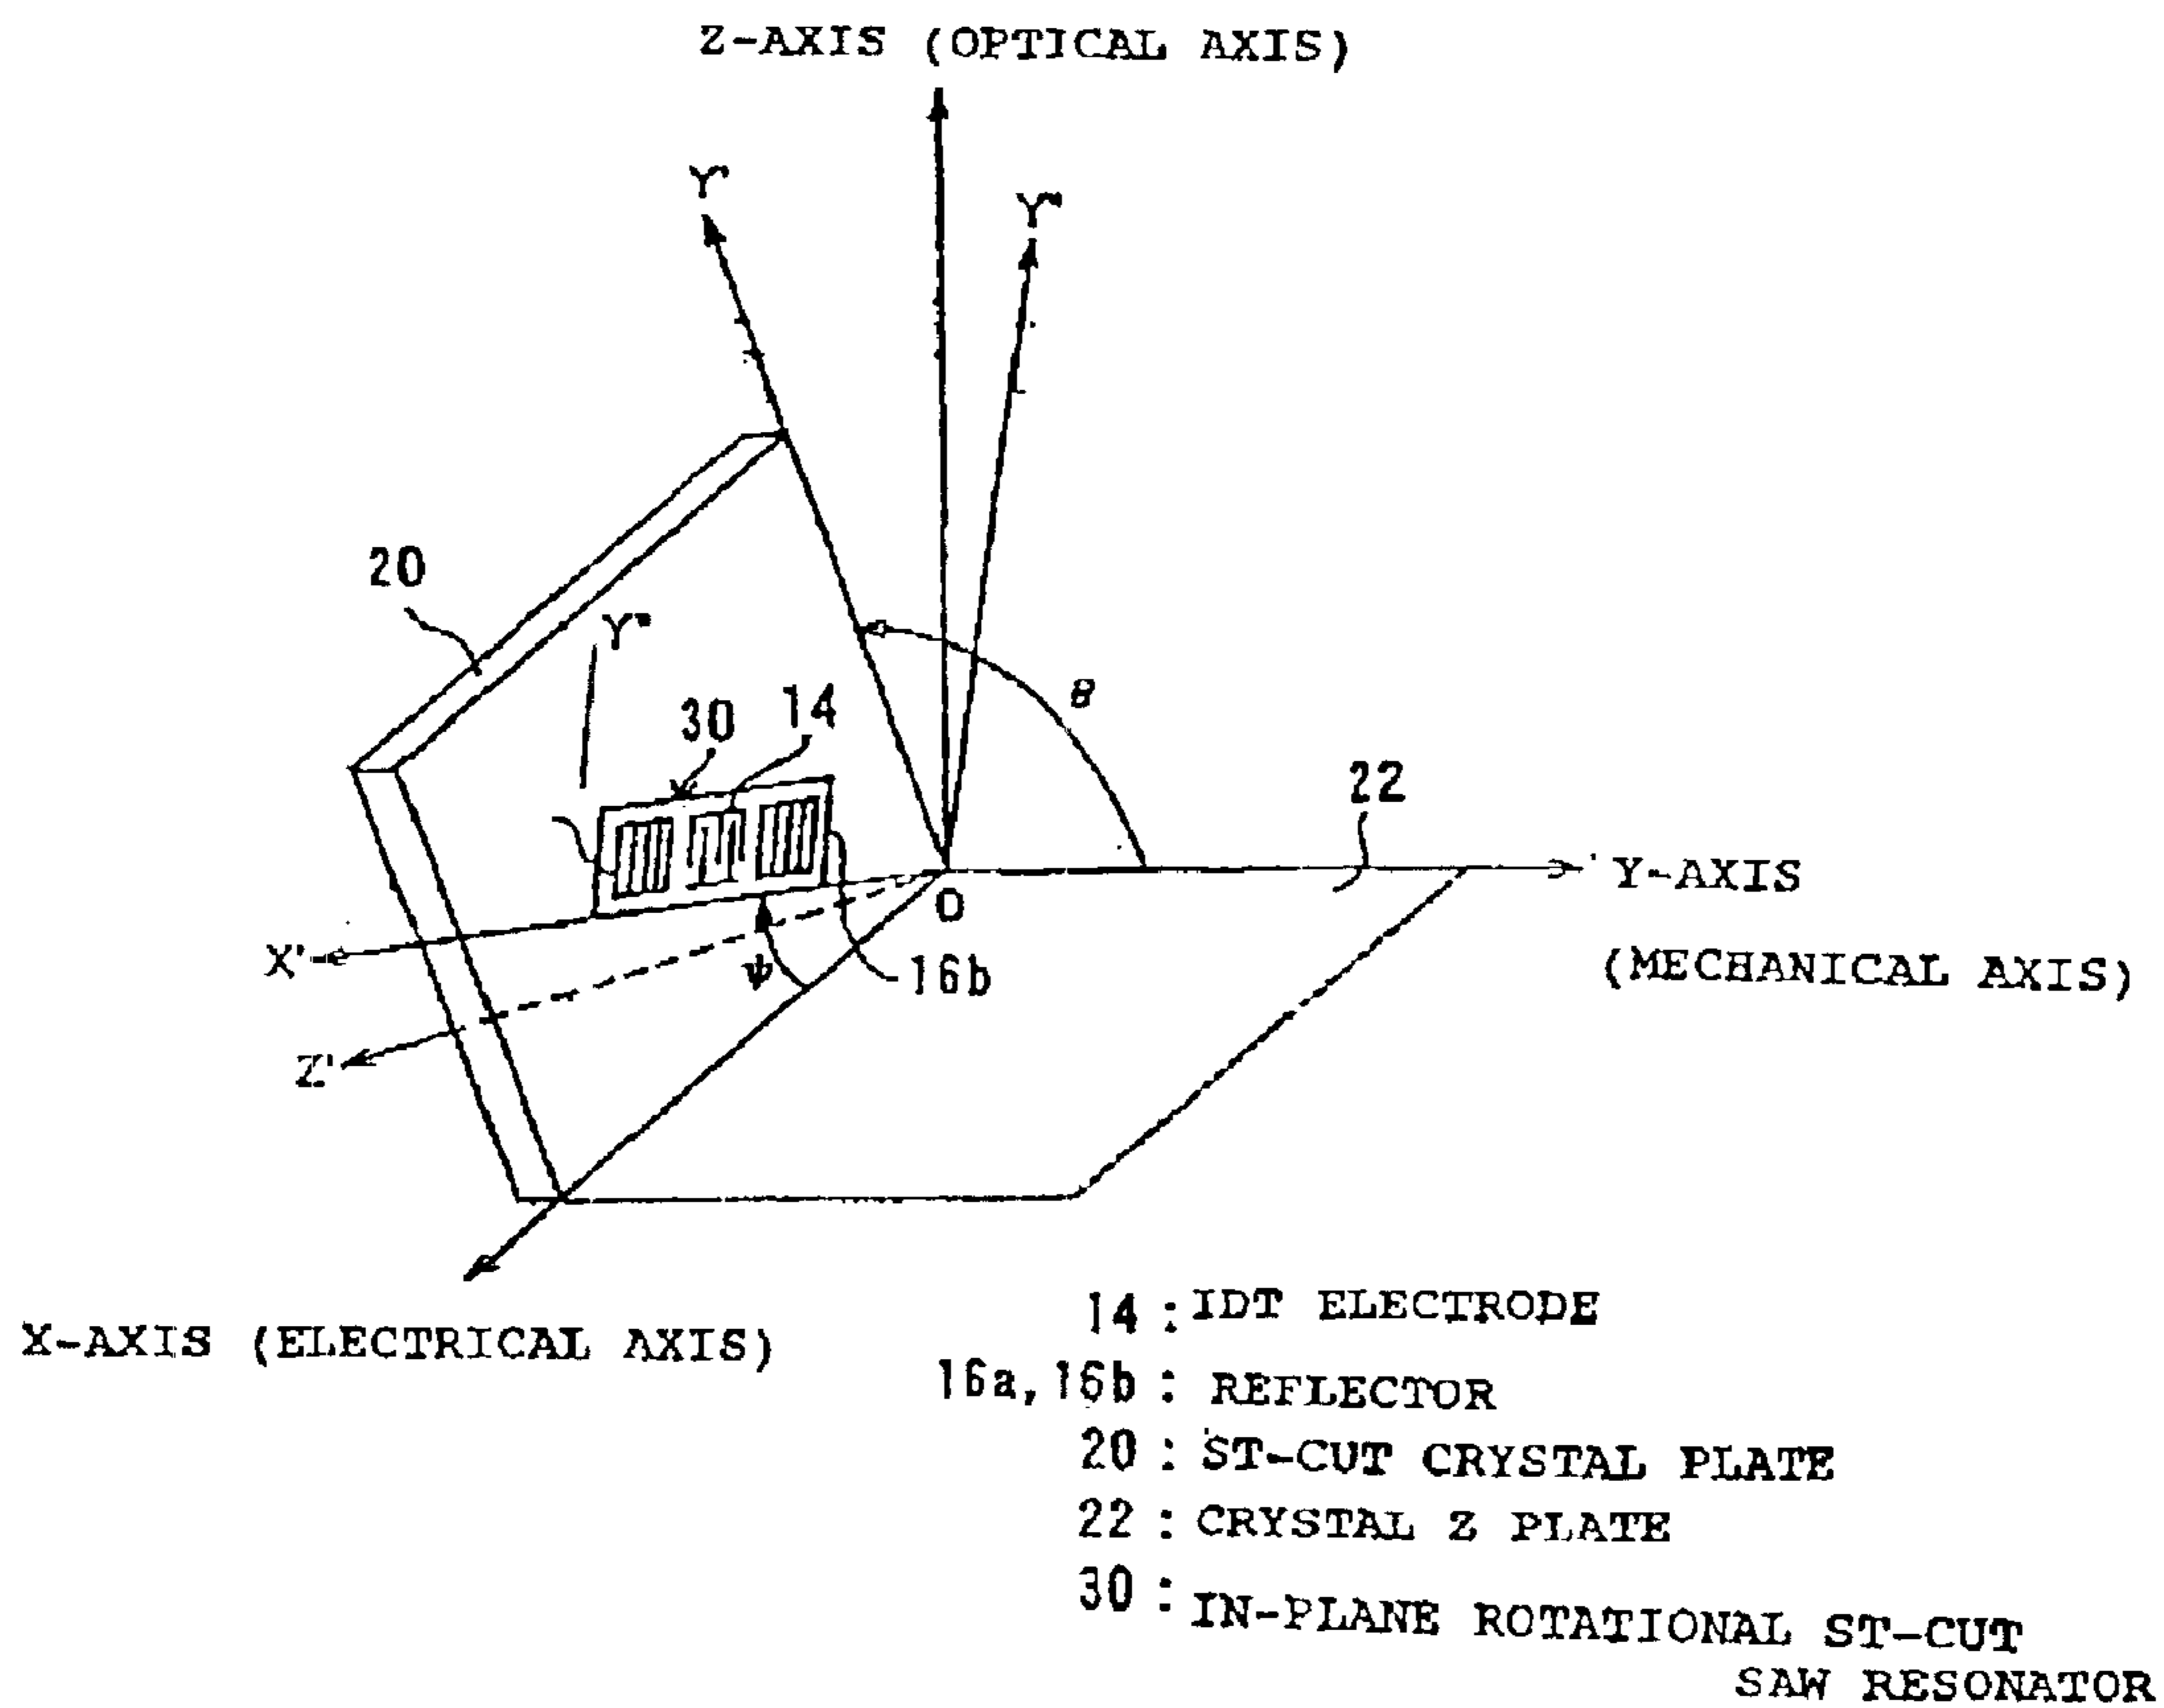 Z-AXIS (OPTICAL AXIS)
Y'
Y"
20
Y"
30
14
θ
22
Y-AXIS
(MECHANICAL AXIS)
O
X'
ψ
16b
Z'
X-AXIS (ELECTRICAL AXIS)
14 : IDT ELECTRODE
16a, 16b : REFLECTOR
20 : ST-CUT CRYSTAL PLATE
22 : CRYSTAL Z PLATE
30 : IN-PLANE ROTATIONAL ST-CUT
SAW RESONATOR